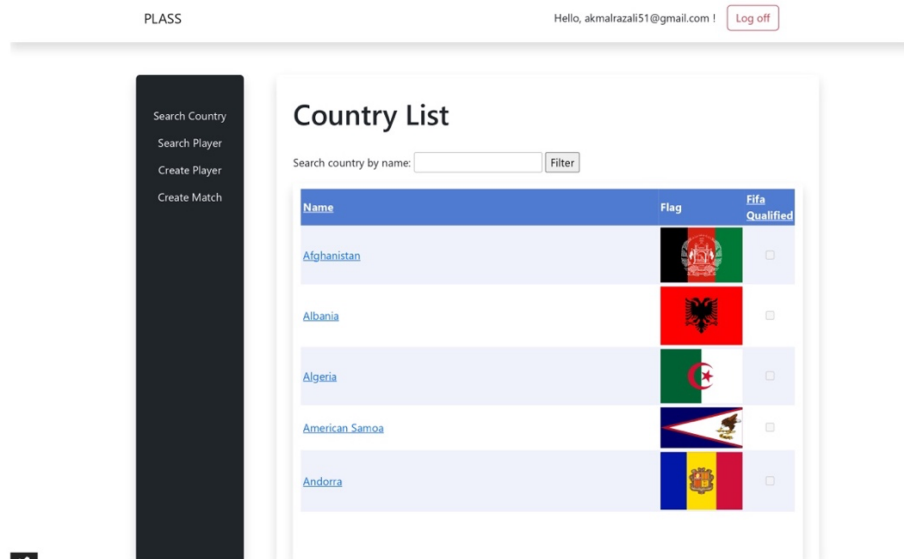 PLASS
Hello, akmalrazali51@gmail.com !
Log off
Search Country
Search Player
Create Player
Create Match
Country List
Search country by name:
Filter
Name
Flag
Fifa
Qualified
Afghanistan
Albania
Algeria
American Samoa
Andorra